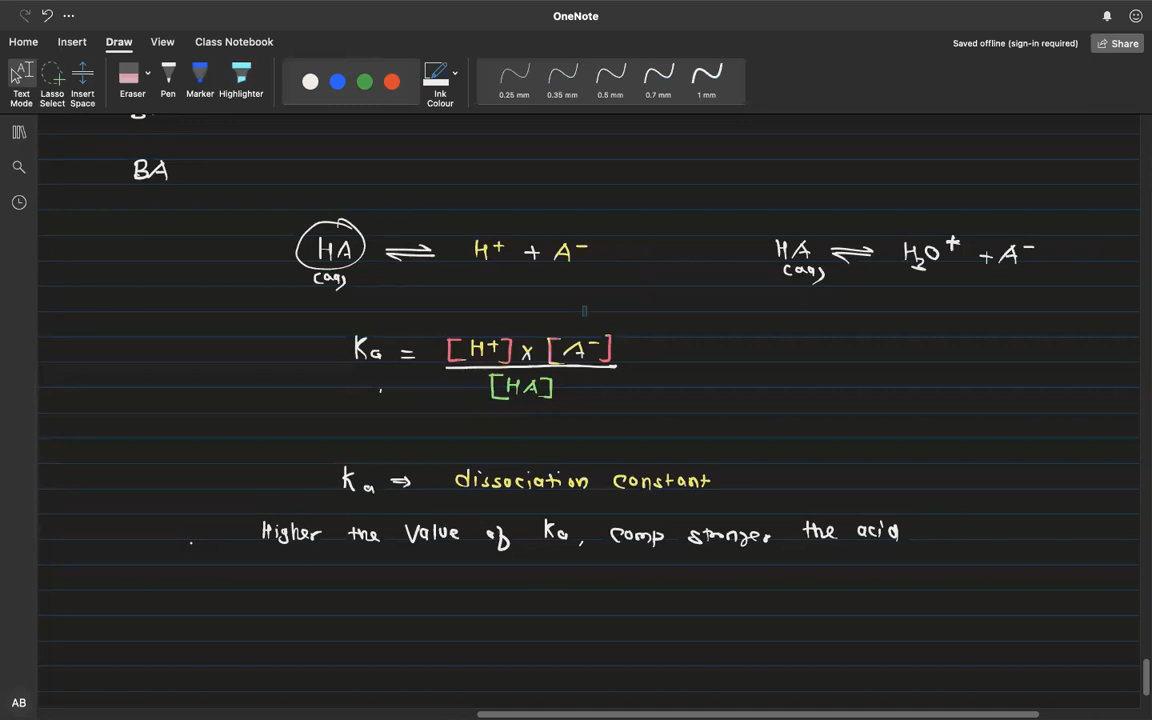 OneNote
Home Insert Draw View Class Notebook
Saved offline (sign-in required) Share
Text Mode
Lasso Select
Insert Space
Eraser
Pen
Marker
Highlighter
Ink Colour
0.25 mm 0.35 mm 0.5 mm 0.7 mm 1 mm
BA
HA ⇌ H⁺ + A⁻
(aq)
HA ⇌ H₂O⁺ + A⁻
(aq)
Ka = [H⁺] x [A⁻]
[HA]
Ka ⇒ dissociation constant
Higher the value of Ka, comp stronger the acid
AB